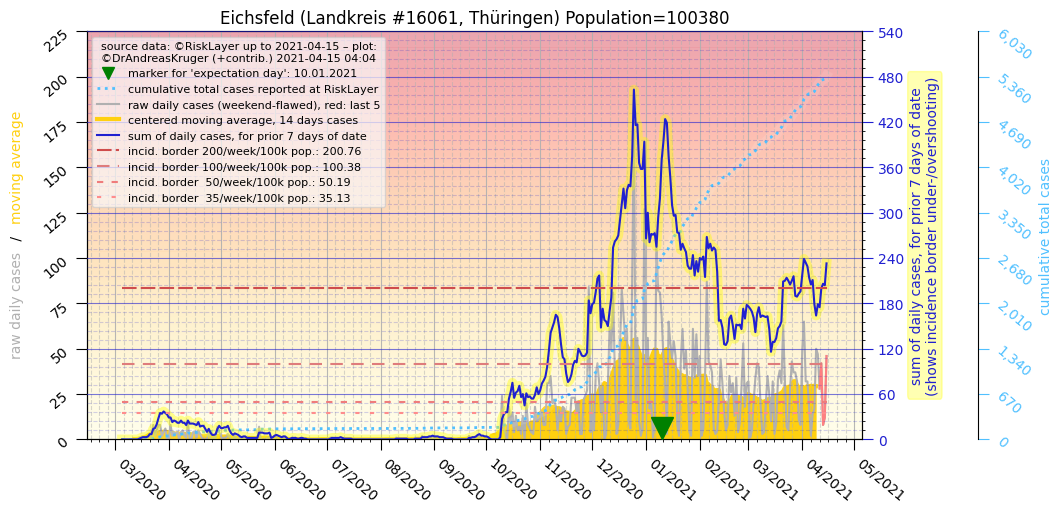 Eichsfeld (Landkreis #16061, Thüringen) Population=100380
source data: ©RiskLayer up to 2021-04-15 – plot:
©DrAndreasKruger (+contrib.) 2021-04-15 04:04
marker for 'expectation day': 10.01.2021
cumulative total cases reported at RiskLayer
raw daily cases (weekend-flawed), red: last 5
centered moving average, 14 days cases
sum of daily cases, for prior 7 days of date
incid. border 200/week/100k pop.: 200.76
incid. border 100/week/100k pop.: 100.38
incid. border  50/week/100k pop.: 50.19
incid. border  35/week/100k pop.: 35.13
raw daily cases / moving average
225
200
175
150
125
100
75
50
25
0
03/2020
04/2020
05/2020
06/2020
07/2020
08/2020
09/2020
10/2020
11/2020
12/2020
01/2021
02/2021
03/2021
04/2021
05/2021
540
480
420
360
300
240
180
120
60
0
sum of daily cases, for prior 7 days of date
(shows incidence border under-/overshooting)
6,030
5,360
4,690
4,020
3,350
2,680
2,010
1,340
670
0
cumulative total cases